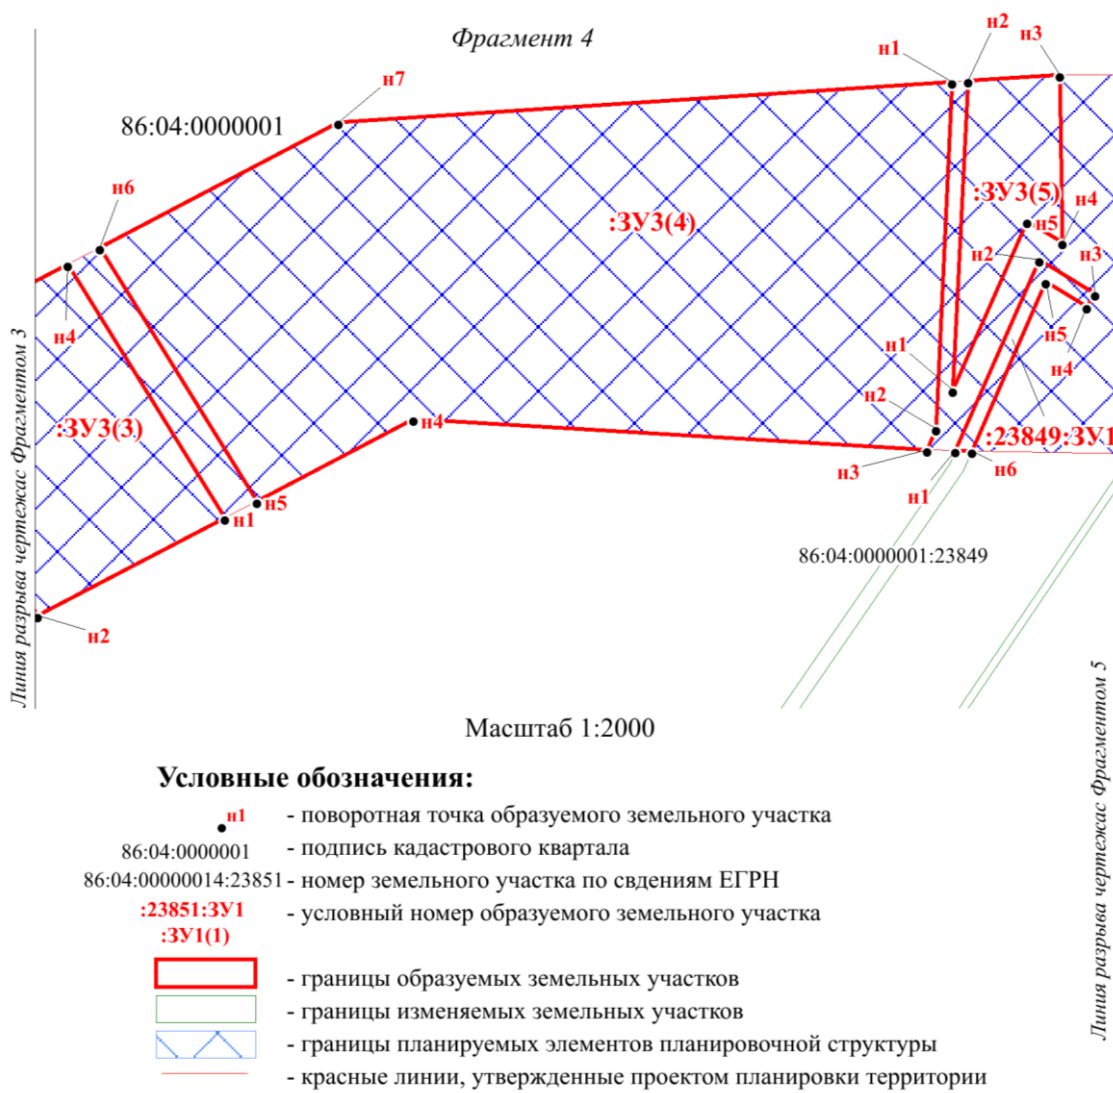 Фрагмент 4
н2
н1
н3
н7
86:04:0000001
н6
:ЗУ3(5)
:ЗУ3(4)
н5
н4
н2
н3
н4
н5
н1
н4
Линия разрыва чертежас Фрагментом 3
н2
:ЗУ3(3)
н4
:23849:ЗУ1
н3
н6
н1
н5
н1
86:04:0000001:23849
н2
Линия разрыва чертежас Фрагментом 5
Масштаб 1:2000
Условные обозначения:
н1 - поворотная точка образуемого земельного участка
86:04:0000001 - подпись кадастрового квартала
86:04:00000014:23851 - номер земельного участка по свдениям ЕГРН
:23851:ЗУ1 - условный номер образуемого земельного участка
:ЗУ1(1)
- границы образуемых земельных участков
- границы изменяемых земельных участков
- границы планируемых элементов планировочной структуры
- красные линии, утвержденные проектом планировки территории